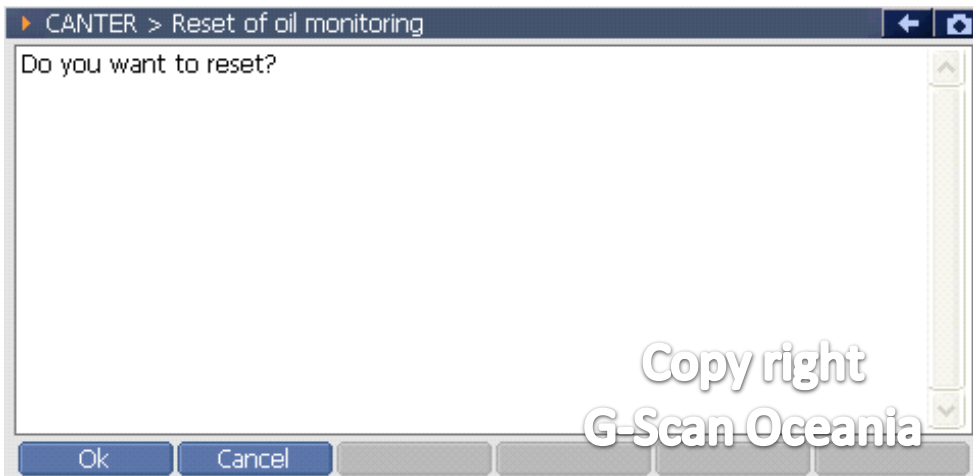 CANTER > Reset of oil monitoring
Do you want to reset?
Copy right
G-Scan Oceania
Ok Cancel